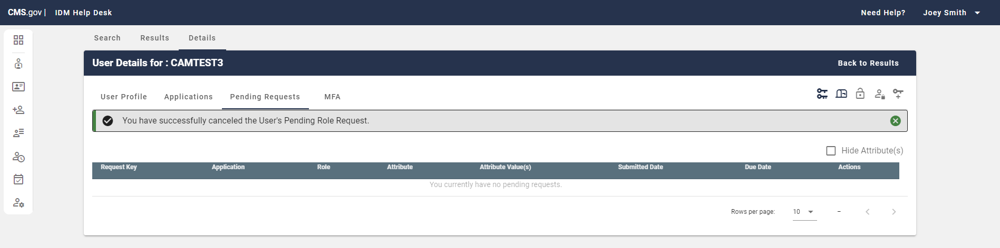 CMS.gov | IDM Help Desk Need Help? Joey Smith
Search Results Details
User Details for : CAMTEST3 Back to Results
User Profile Applications Pending Requests MFA
You have successfully canceled the User's Pending Role Request.
Hide Attribute(s)
Request Key Application Role Attribute Attribute Value(s) Submitted Date Due Date Actions
You currently have no pending requests.
Rows per page: 10 –